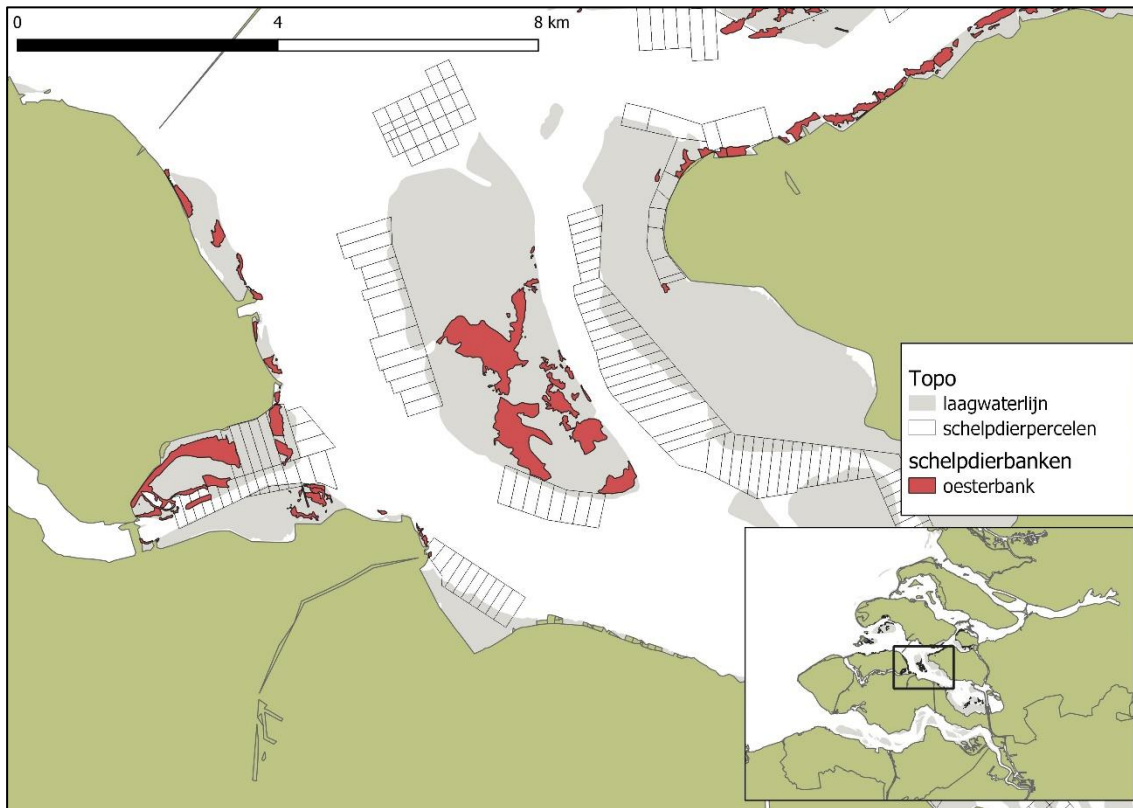 0 4 8 km
Topo
laagwaterlijn
schelpdierpercelen
schelpdierbanken
oesterbank